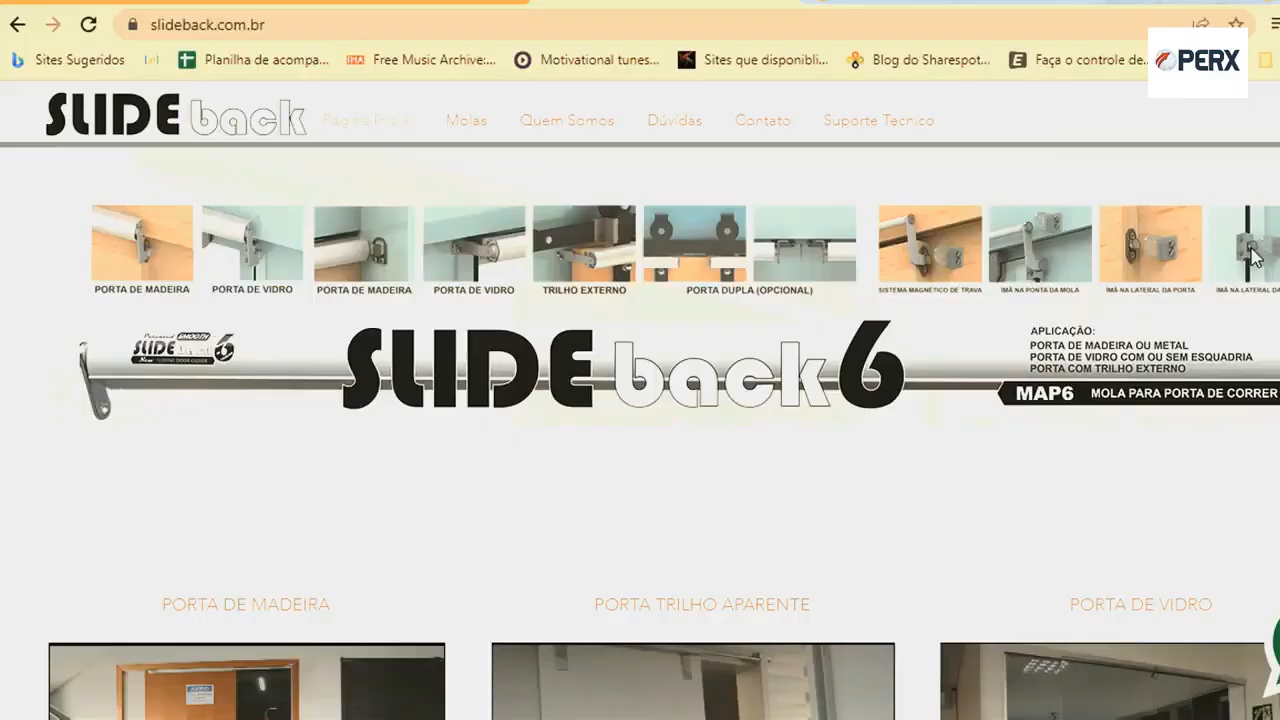 slideback.com.br
Sites Sugeridos
Planilha de acompa...
Free Music Archive:...
Motivational tunes...
Sites que disponibli...
Blog do Sharespot...
Faça o controle de...
PERX
SLIDE back
Página Inicial
Molas
Quem Somos
Dúvidas
Contato
Suporte Tecnico
PORTA DE MADEIRA
PORTA DE VIDRO
PORTA DE MADEIRA
PORTA DE VIDRO
TRILHO EXTERNO
PORTA DUPLA (OPCIONAL)
SISTEMA MAGNÉTICO DE TRAVA
IMÃ NA PONTA DA MOLA
IMÃ NA LATERAL DA PORTA
IMÃ NA LATERAL DA
SMOOTH
SLIDE back 6
SLIDE back 6
APLICAÇÃO:
PORTA DE MADEIRA OU METAL
PORTA DE VIDRO COM OU SEM ESQUADRIA
PORTA COM TRILHO EXTERNO
MAP6 MOLA PARA PORTA DE CORRER
PORTA DE MADEIRA
PORTA TRILHO APARENTE
PORTA DE VIDRO